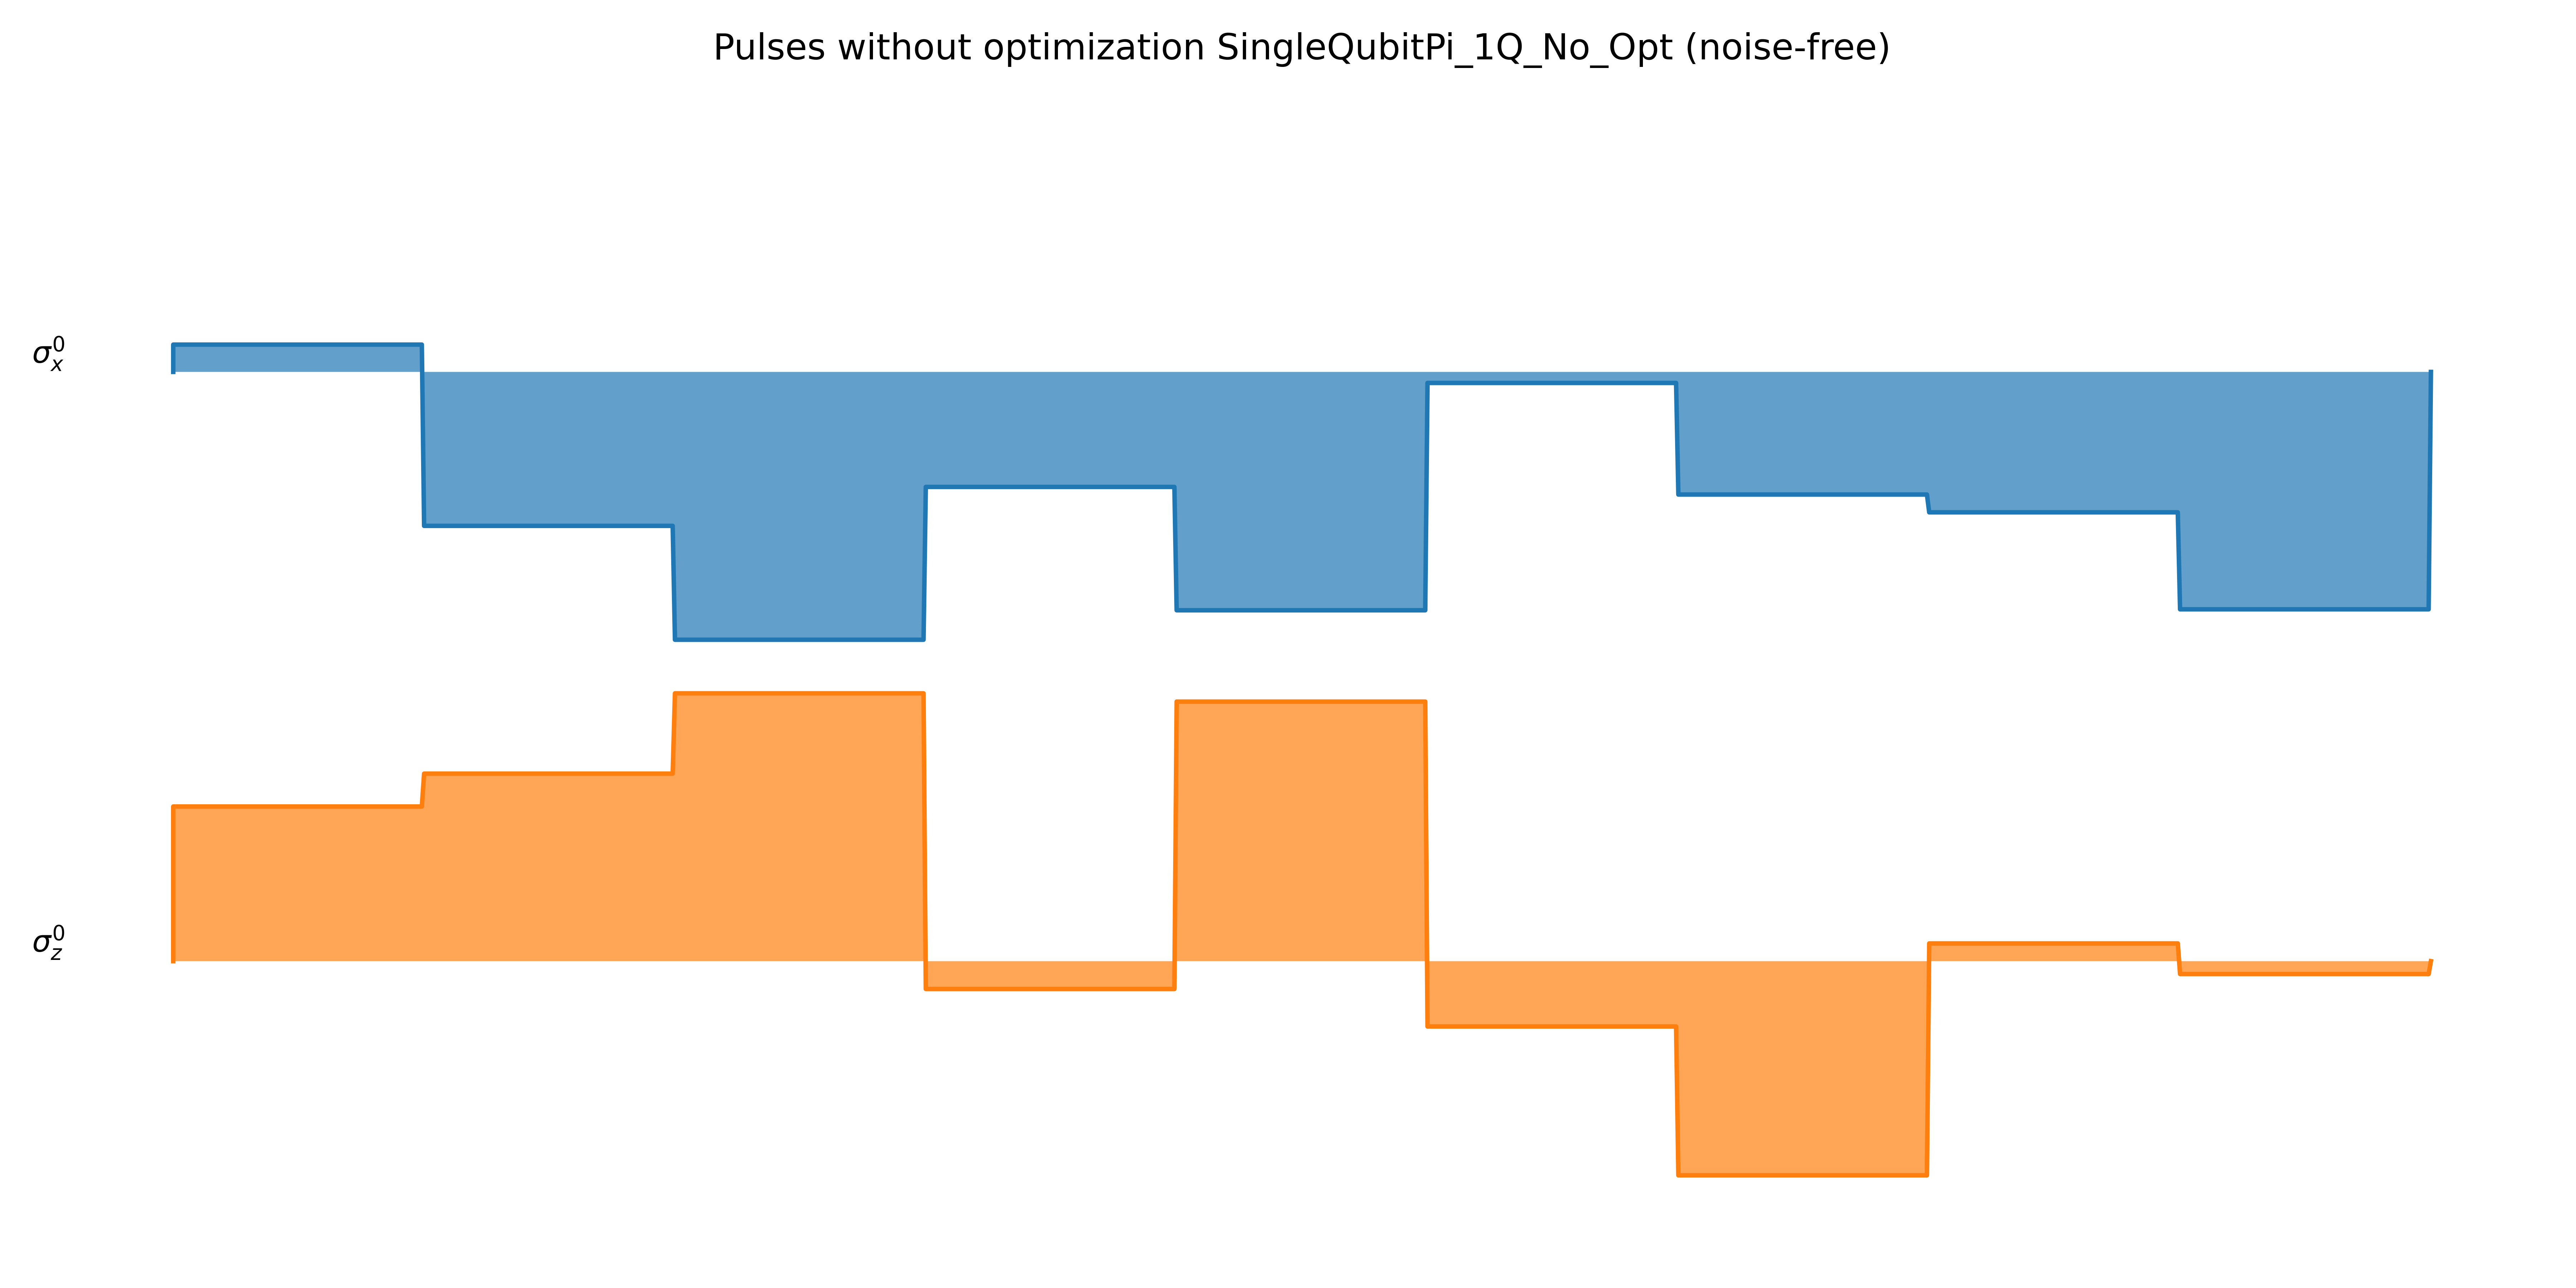 Pulses without optimization SingleQubitPi_1Q_No_Opt (noise-free)
σ_x^0
σ_z^0